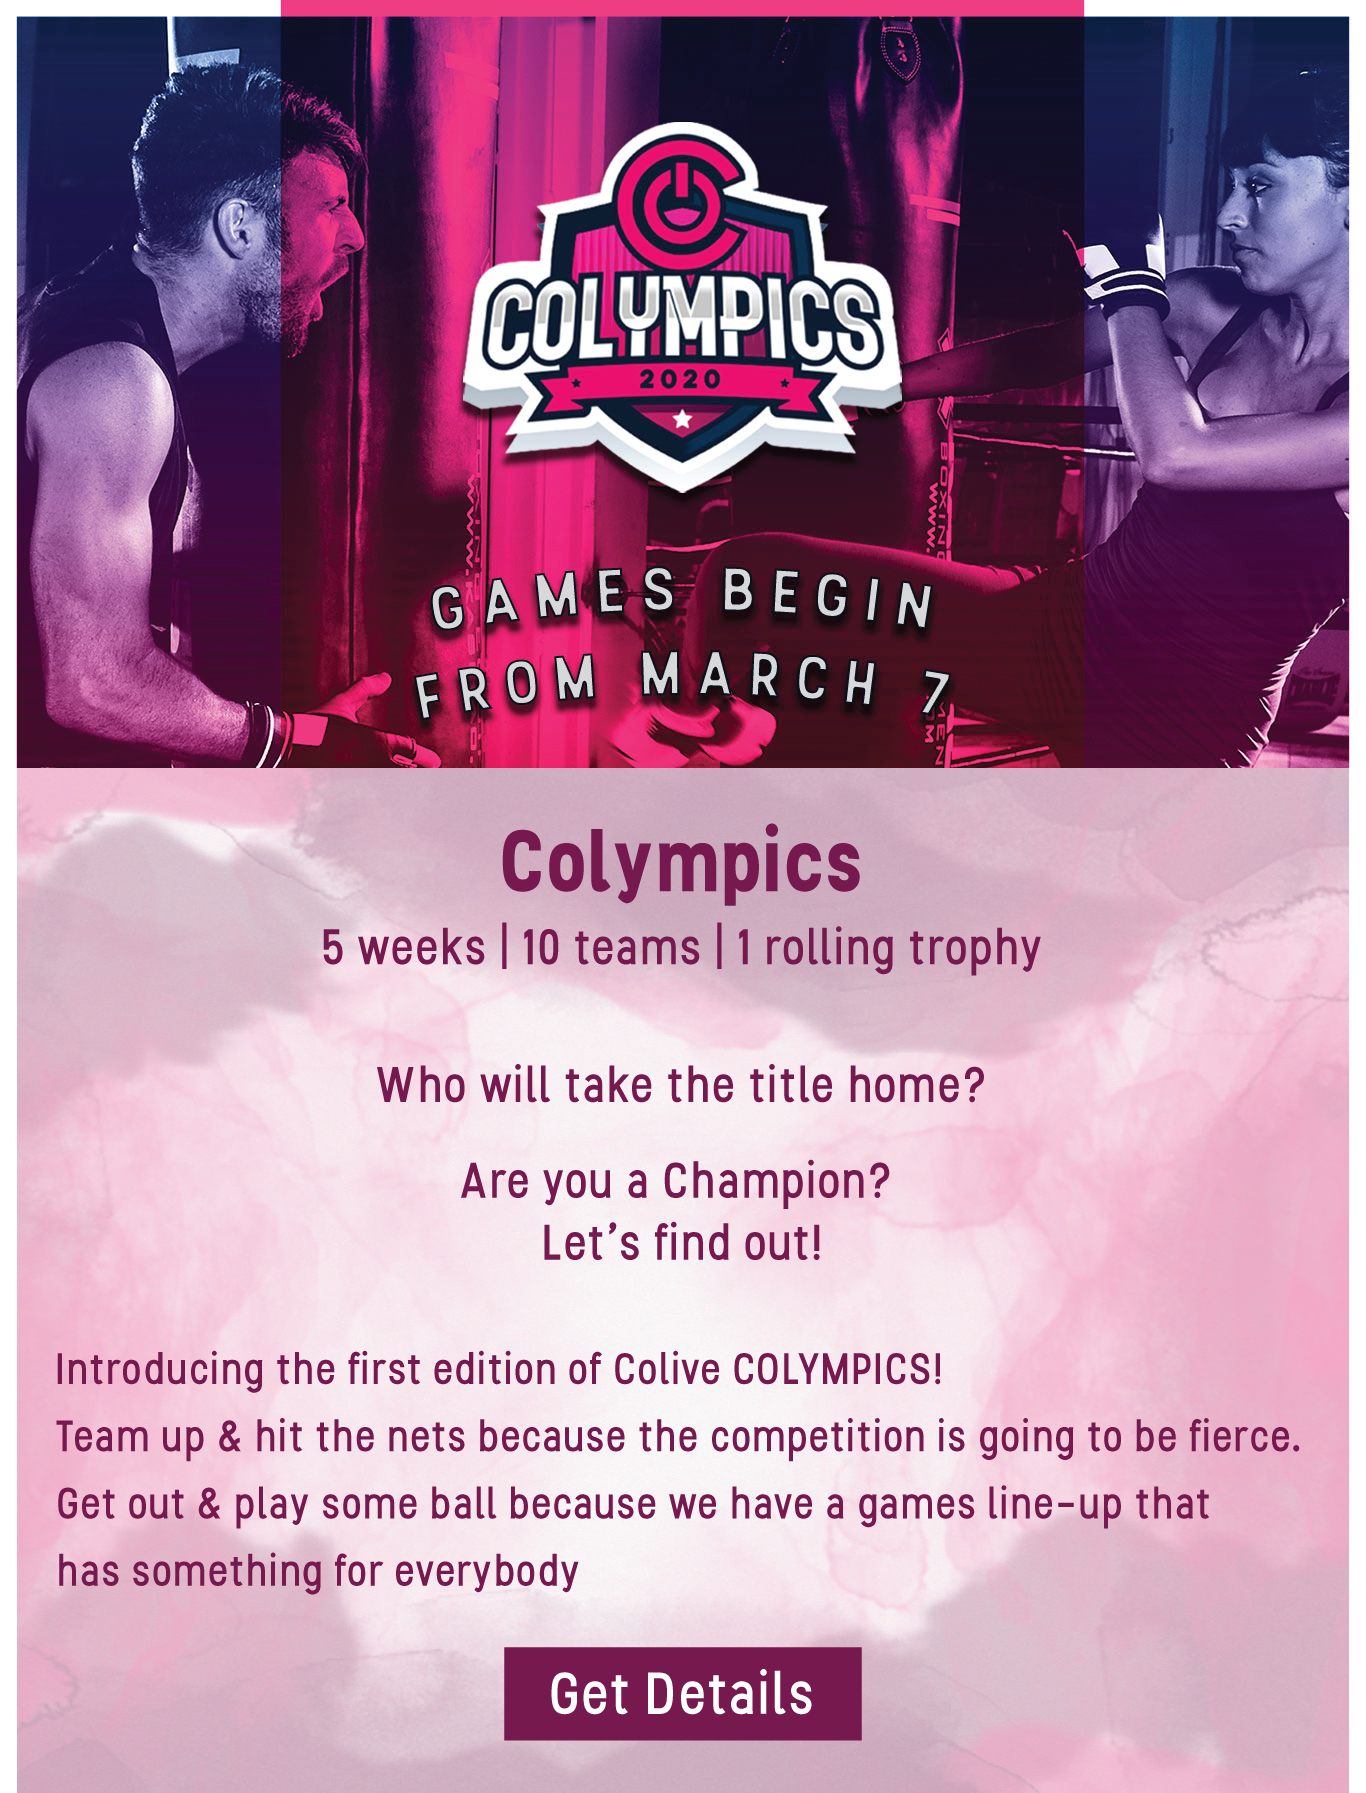 COLYMPICS
2020
GAMES BEGIN
FROM MARCH 7
Colympics
5 weeks | 10 teams | 1 rolling trophy
Who will take the title home?
Are you a Champion?
Let’s find out!
Introducing the first edition of Colive COLYMPICS!
Team up & hit the nets because the competition is going to be fierce.
Get out & play some ball because we have a games line-up that
has something for everybody
Get Details